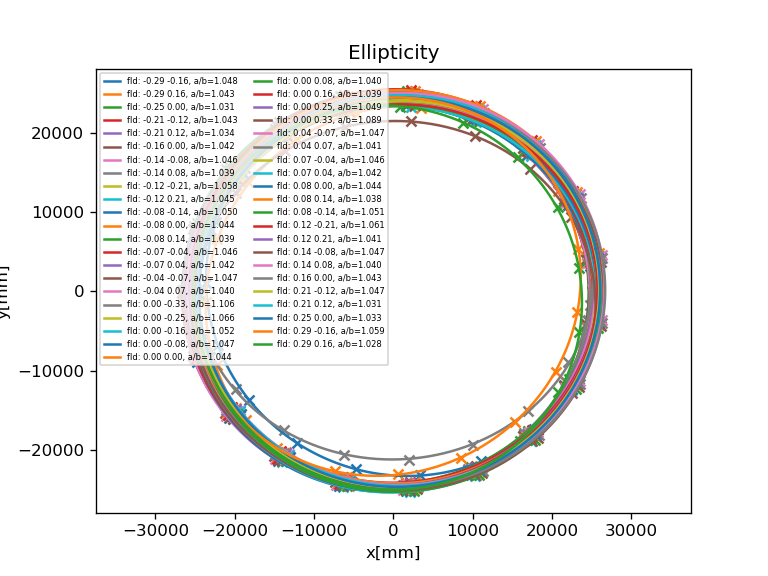 Ellipticity
fld: -0.29 -0.16, a/b=1.048
fld: -0.29 0.16, a/b=1.043
fld: -0.25 0.00, a/b=1.031
fld: -0.21 -0.12, a/b=1.043
fld: -0.21 0.12, a/b=1.034
fld: -0.16 0.00, a/b=1.042
fld: -0.14 -0.08, a/b=1.046
fld: -0.14 0.08, a/b=1.039
fld: -0.12 -0.21, a/b=1.058
fld: -0.12 0.21, a/b=1.045
fld: -0.08 -0.14, a/b=1.050
fld: -0.08 0.00, a/b=1.044
fld: -0.08 0.14, a/b=1.039
fld: -0.07 -0.04, a/b=1.046
fld: -0.07 0.04, a/b=1.042
fld: -0.04 -0.07, a/b=1.047
fld: -0.04 0.07, a/b=1.040
fld: 0.00 -0.33, a/b=1.106
fld: 0.00 -0.25, a/b=1.066
fld: 0.00 -0.16, a/b=1.052
fld: 0.00 -0.08, a/b=1.047
fld: 0.00 0.00, a/b=1.044
fld: 0.00 0.08, a/b=1.040
fld: 0.00 0.16, a/b=1.039
fld: 0.00 0.25, a/b=1.049
fld: 0.00 0.33, a/b=1.089
fld: 0.04 -0.07, a/b=1.047
fld: 0.04 0.07, a/b=1.041
fld: 0.07 -0.04, a/b=1.046
fld: 0.07 0.04, a/b=1.042
fld: 0.08 0.00, a/b=1.044
fld: 0.08 0.14, a/b=1.038
fld: 0.08 -0.14, a/b=1.051
fld: 0.12 -0.21, a/b=1.061
fld: 0.12 0.21, a/b=1.041
fld: 0.14 -0.08, a/b=1.047
fld: 0.14 0.08, a/b=1.040
fld: 0.16 0.00, a/b=1.043
fld: 0.21 -0.12, a/b=1.047
fld: 0.21 0.12, a/b=1.031
fld: 0.25 0.00, a/b=1.033
fld: 0.29 -0.16, a/b=1.059
fld: 0.29 0.16, a/b=1.028
y[mm]
20000
10000
0
−10000
−20000
−30000 −20000 −10000 0 10000 20000 30000
x[mm]